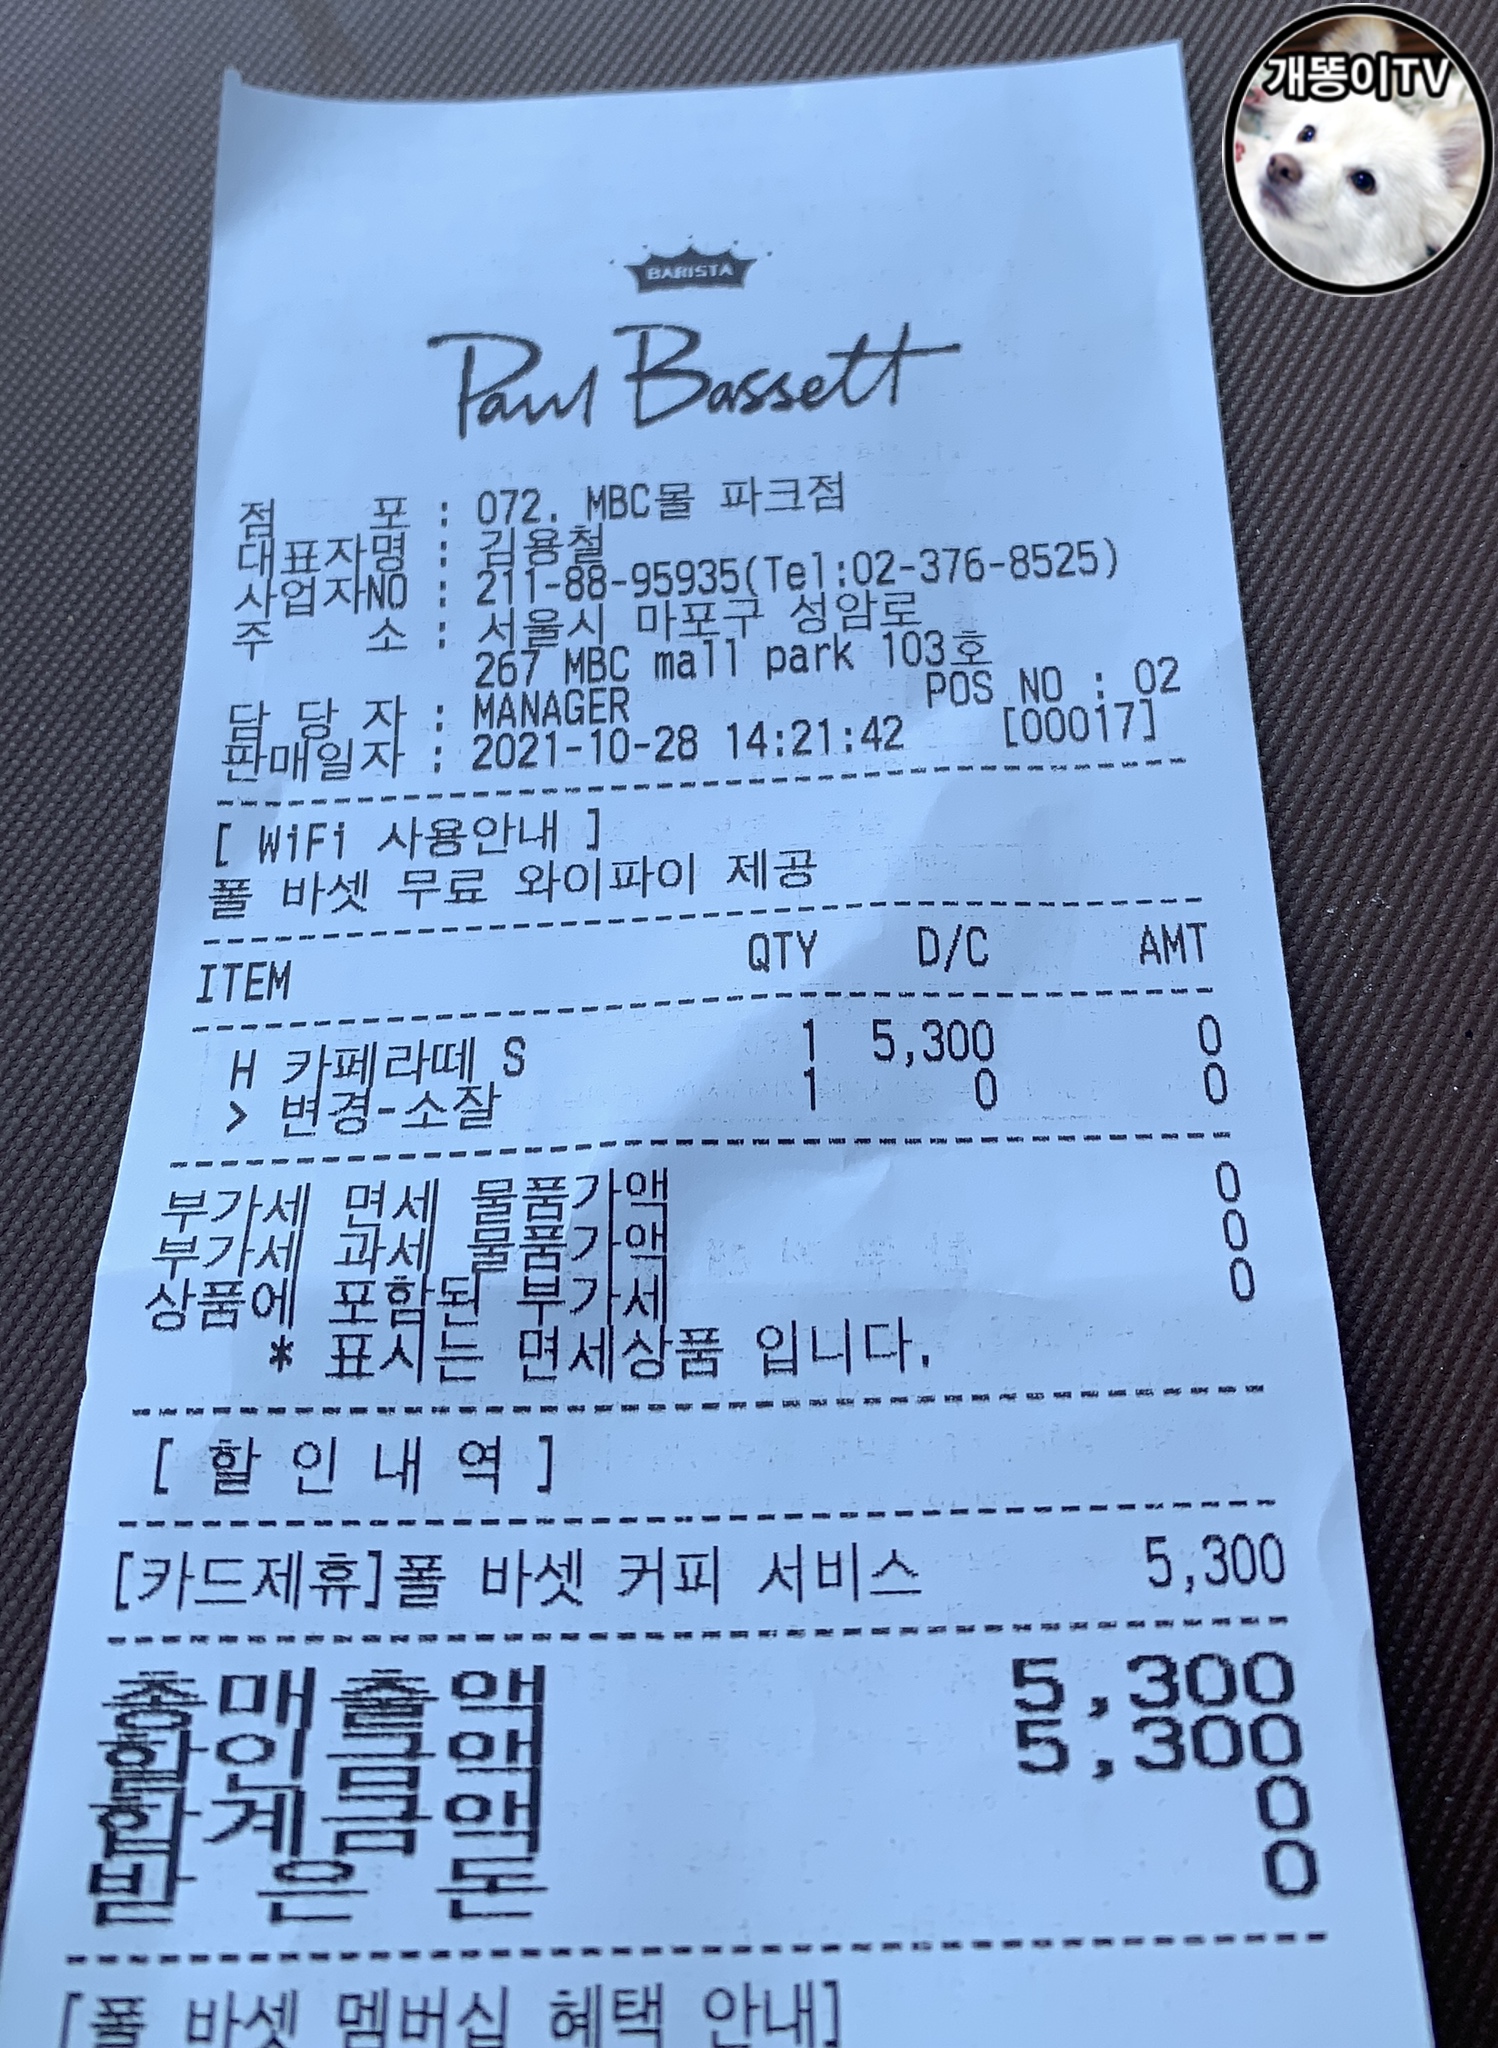 개똥이TV
BARISTA
Paul Bassett
점 포 : 072. MBC몰 파크점
대표자명 : 김용철
사업자NO : 211-88-95935(Tel:02-376-8525)
주 소 : 서울시 마포구 성암로
267 MBC mall park 103호
담 당 자 : MANAGER POS NO : 02
판매일자 : 2021-10-28 14:21:42 [00017]
[ WiFi 사용안내 ]
폴 바셋 무료 와이파이 제공
ITEM QTY D/C AMT
H 카페라떼 S 1 5,300 0
> 변경-소잘 1 0 0
부가세 면세 물품가액 0
부가세 과세 물품가액 0
상품에 포함된 부가세 0
* 표시는 면세상품 입니다.
[ 할 인 내 역 ]
[카드제휴]폴 바셋 커피 서비스 5,300
총매출액 5,300
할인금액 5,300
합계금액 0
받 은 돈 0
[폴 바셋 멤버십 혜택 안내]